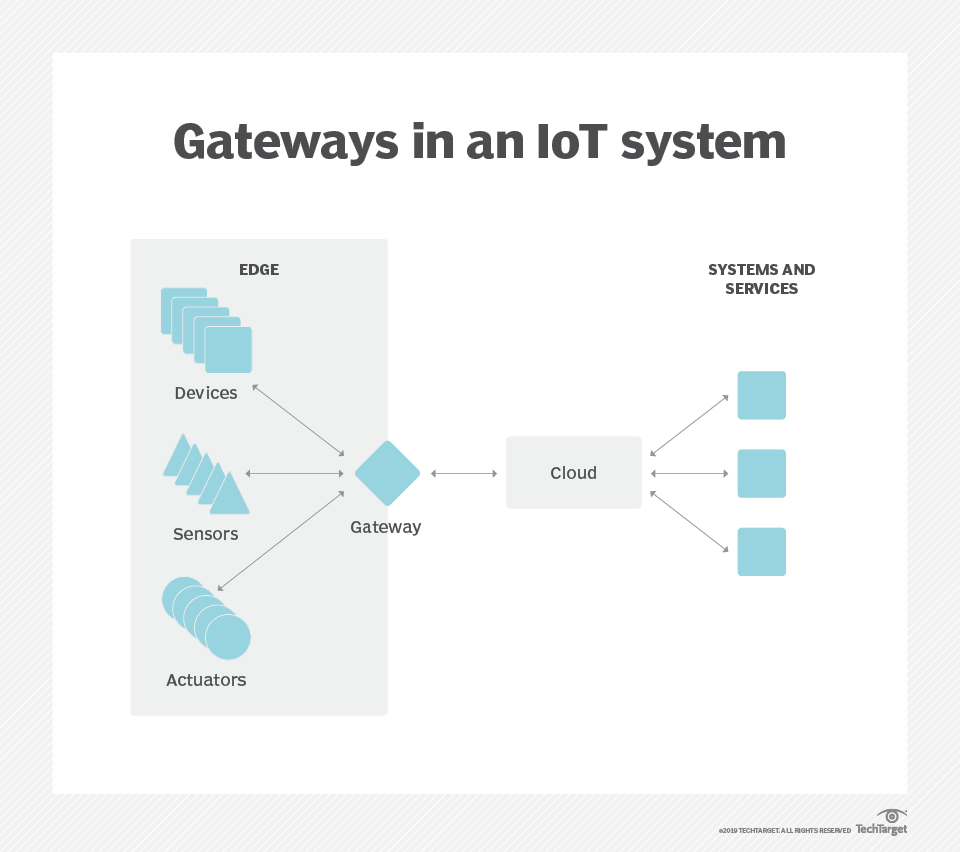 Gateways in an IoT system
EDGE
Devices
Sensors
Actuators
Gateway
Cloud
SYSTEMS AND
SERVICES
©2019 TECHTARGET. ALL RIGHTS RESERVED
TechTarget